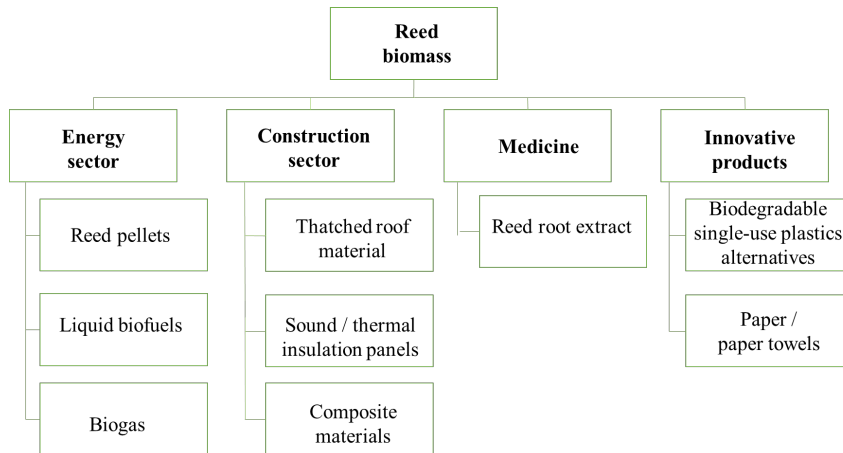 Reed
biomass
Energy
sector
Construction
sector
Medicine
Innovative
products
Reed pellets
Thatched roof
material
Reed root extract
Biodegradable
single-use plastics
alternatives
Liquid biofuels
Sound / thermal
insulation panels
Paper /
paper towels
Biogas
Composite
materials